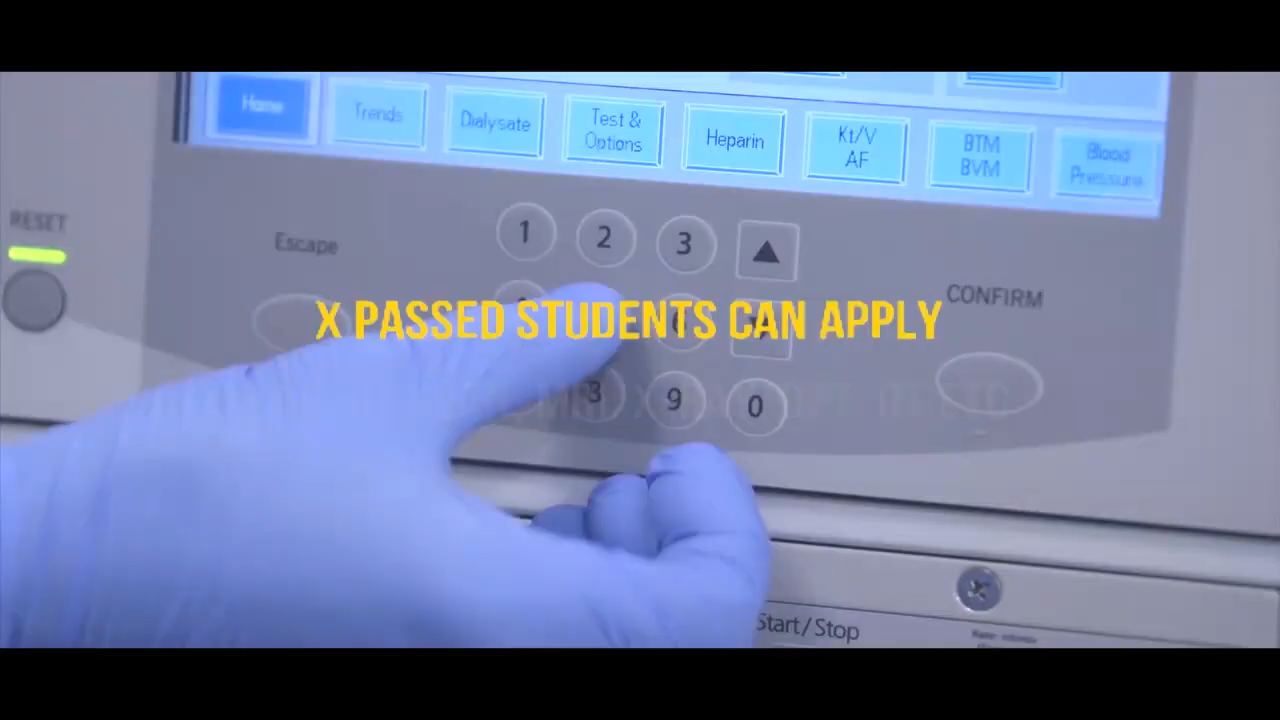 Home
Trends
Dialysate
Test &
Options
Heparin
Kt/V
AF
BTM
BVM
Blood
Pressure
RESET
Escape
1
2
3
CONFIRM
X PASSED STUDENTS CAN APPLY
9
0
Start/Stop